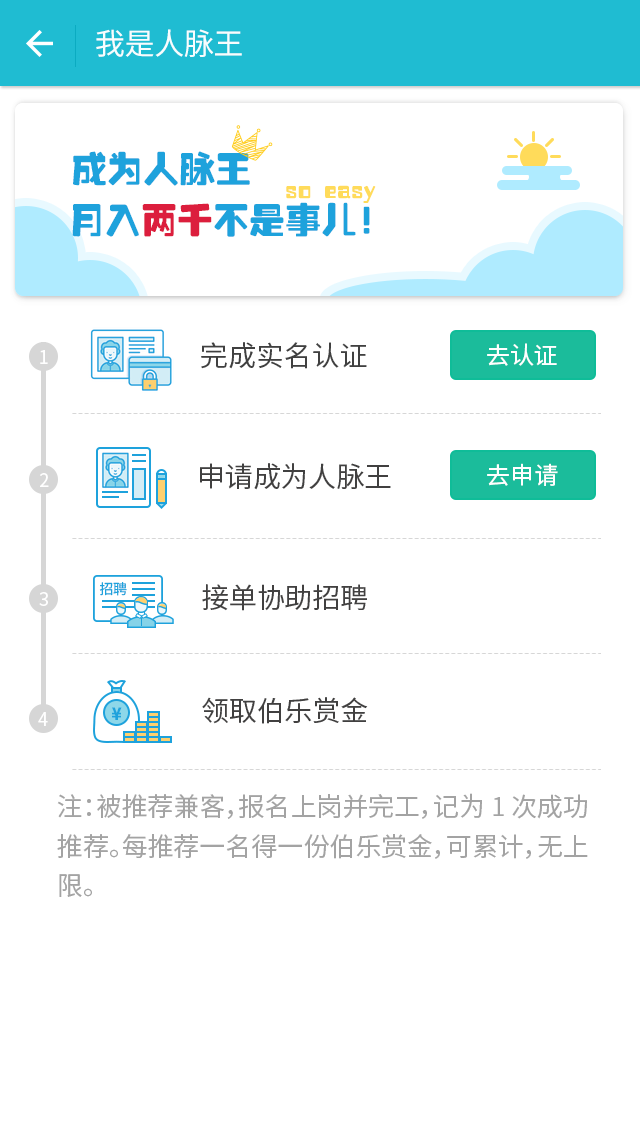 我是人脉王
成为人脉王
so easy
月入两千不是事儿!
1
完成实名认证
去认证
2
申请成为人脉王
去申请
3
招聘
接单协助招聘
4
¥
领取伯乐赏金
注:被推荐兼客,报名上岗并完工,记为 1 次成功
推荐。每推荐一名得一份伯乐赏金,可累计,无上
限。